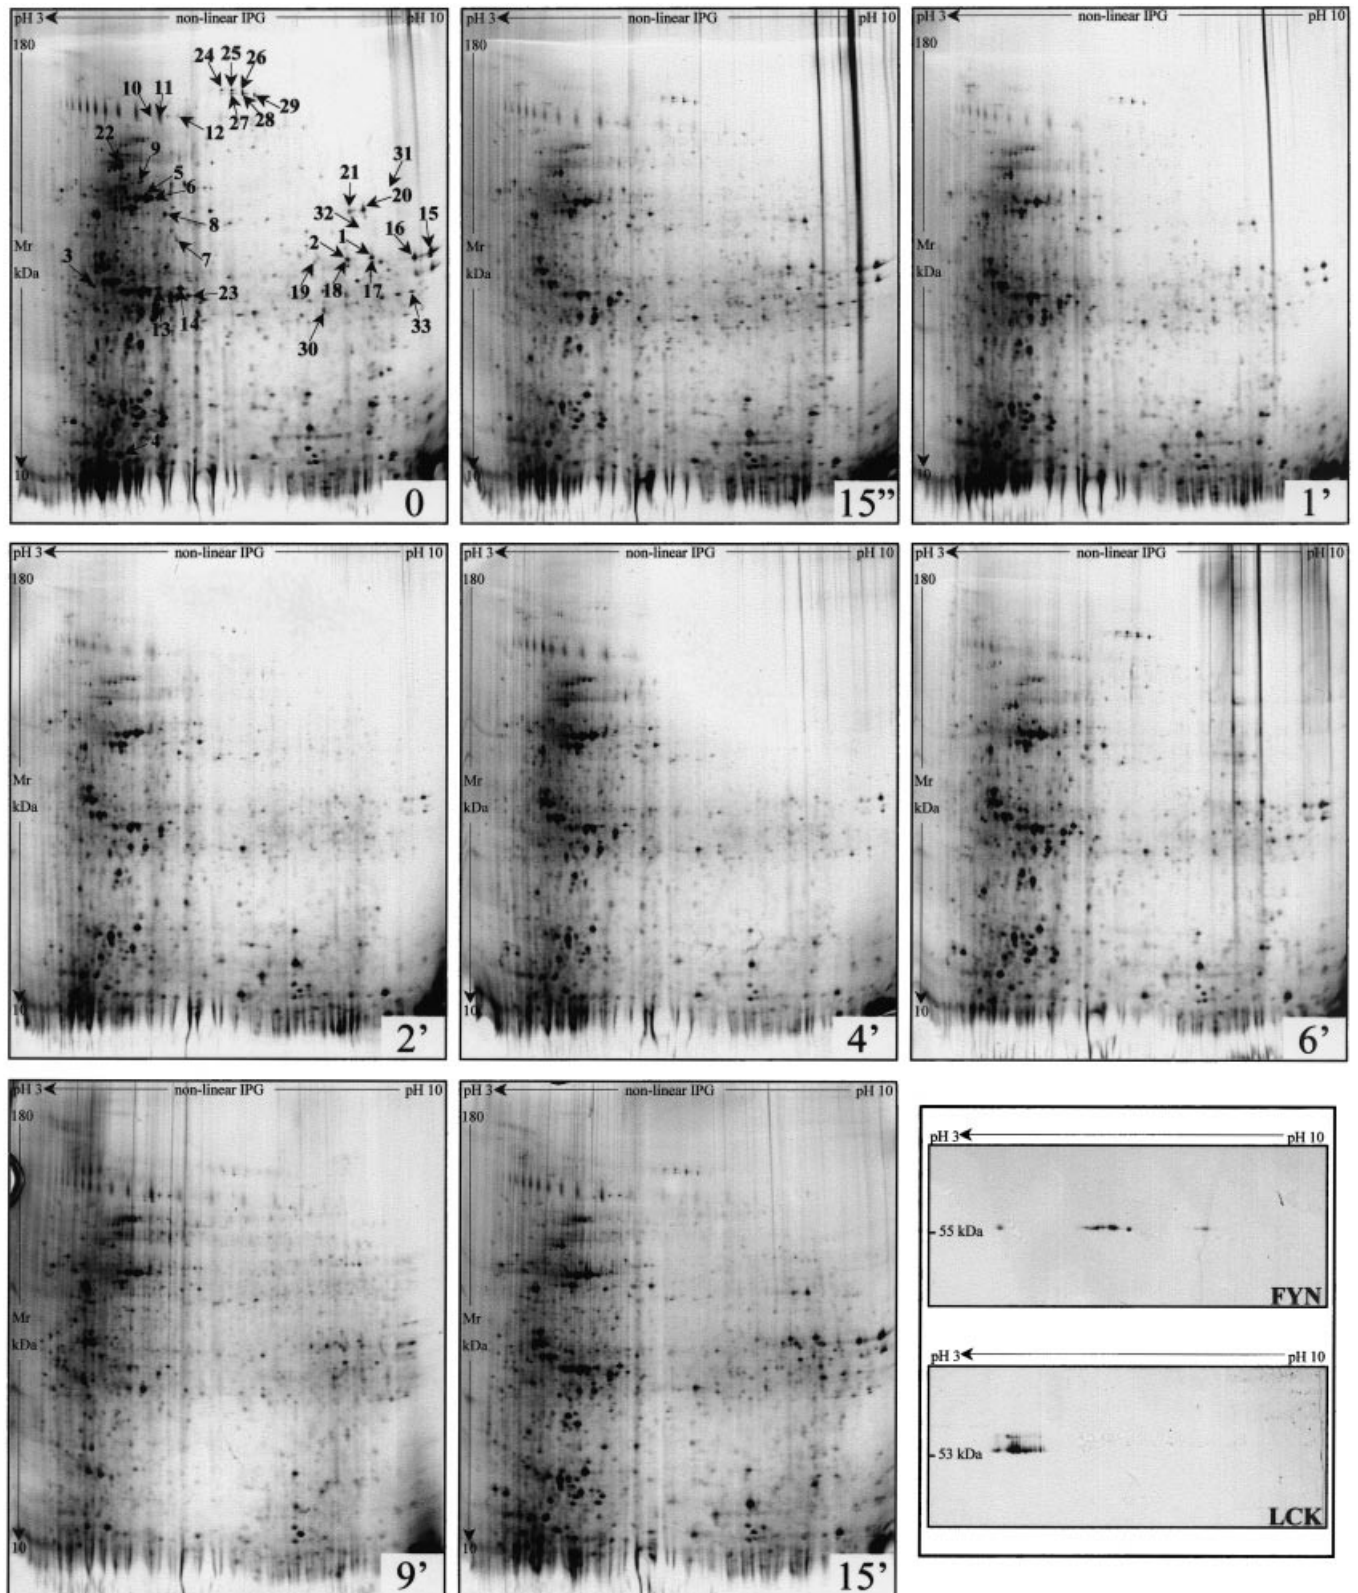 pH 3 non-linear IPG pH 10
180
24 25 26
10 11
29
27 28
12
22
9
31
5
6
21
20
8
32
16 15
Mr
2 1
7
3
kDa
19 18 17
23
33
13 14
30
4
10
0
pH 3 non-linear IPG pH 10
180
Mr
kDa
10
15”
pH 3 non-linear IPG pH 10
180
Mr
kDa
10
1’
pH 3 non-linear IPG pH 10
180
Mr
kDa
10
2’
pH 3 non-linear IPG pH 10
180
Mr
kDa
10
4’
pH 3 non-linear IPG pH 10
180
Mr
kDa
10
6’
pH 3 non-linear IPG pH 10
180
Mr
kDa
10
9’
pH 3 non-linear IPG pH 10
180
Mr
kDa
10
15’
pH 3 pH 10
55 kDa
FYN
pH 3 pH 10
53 kDa
LCK